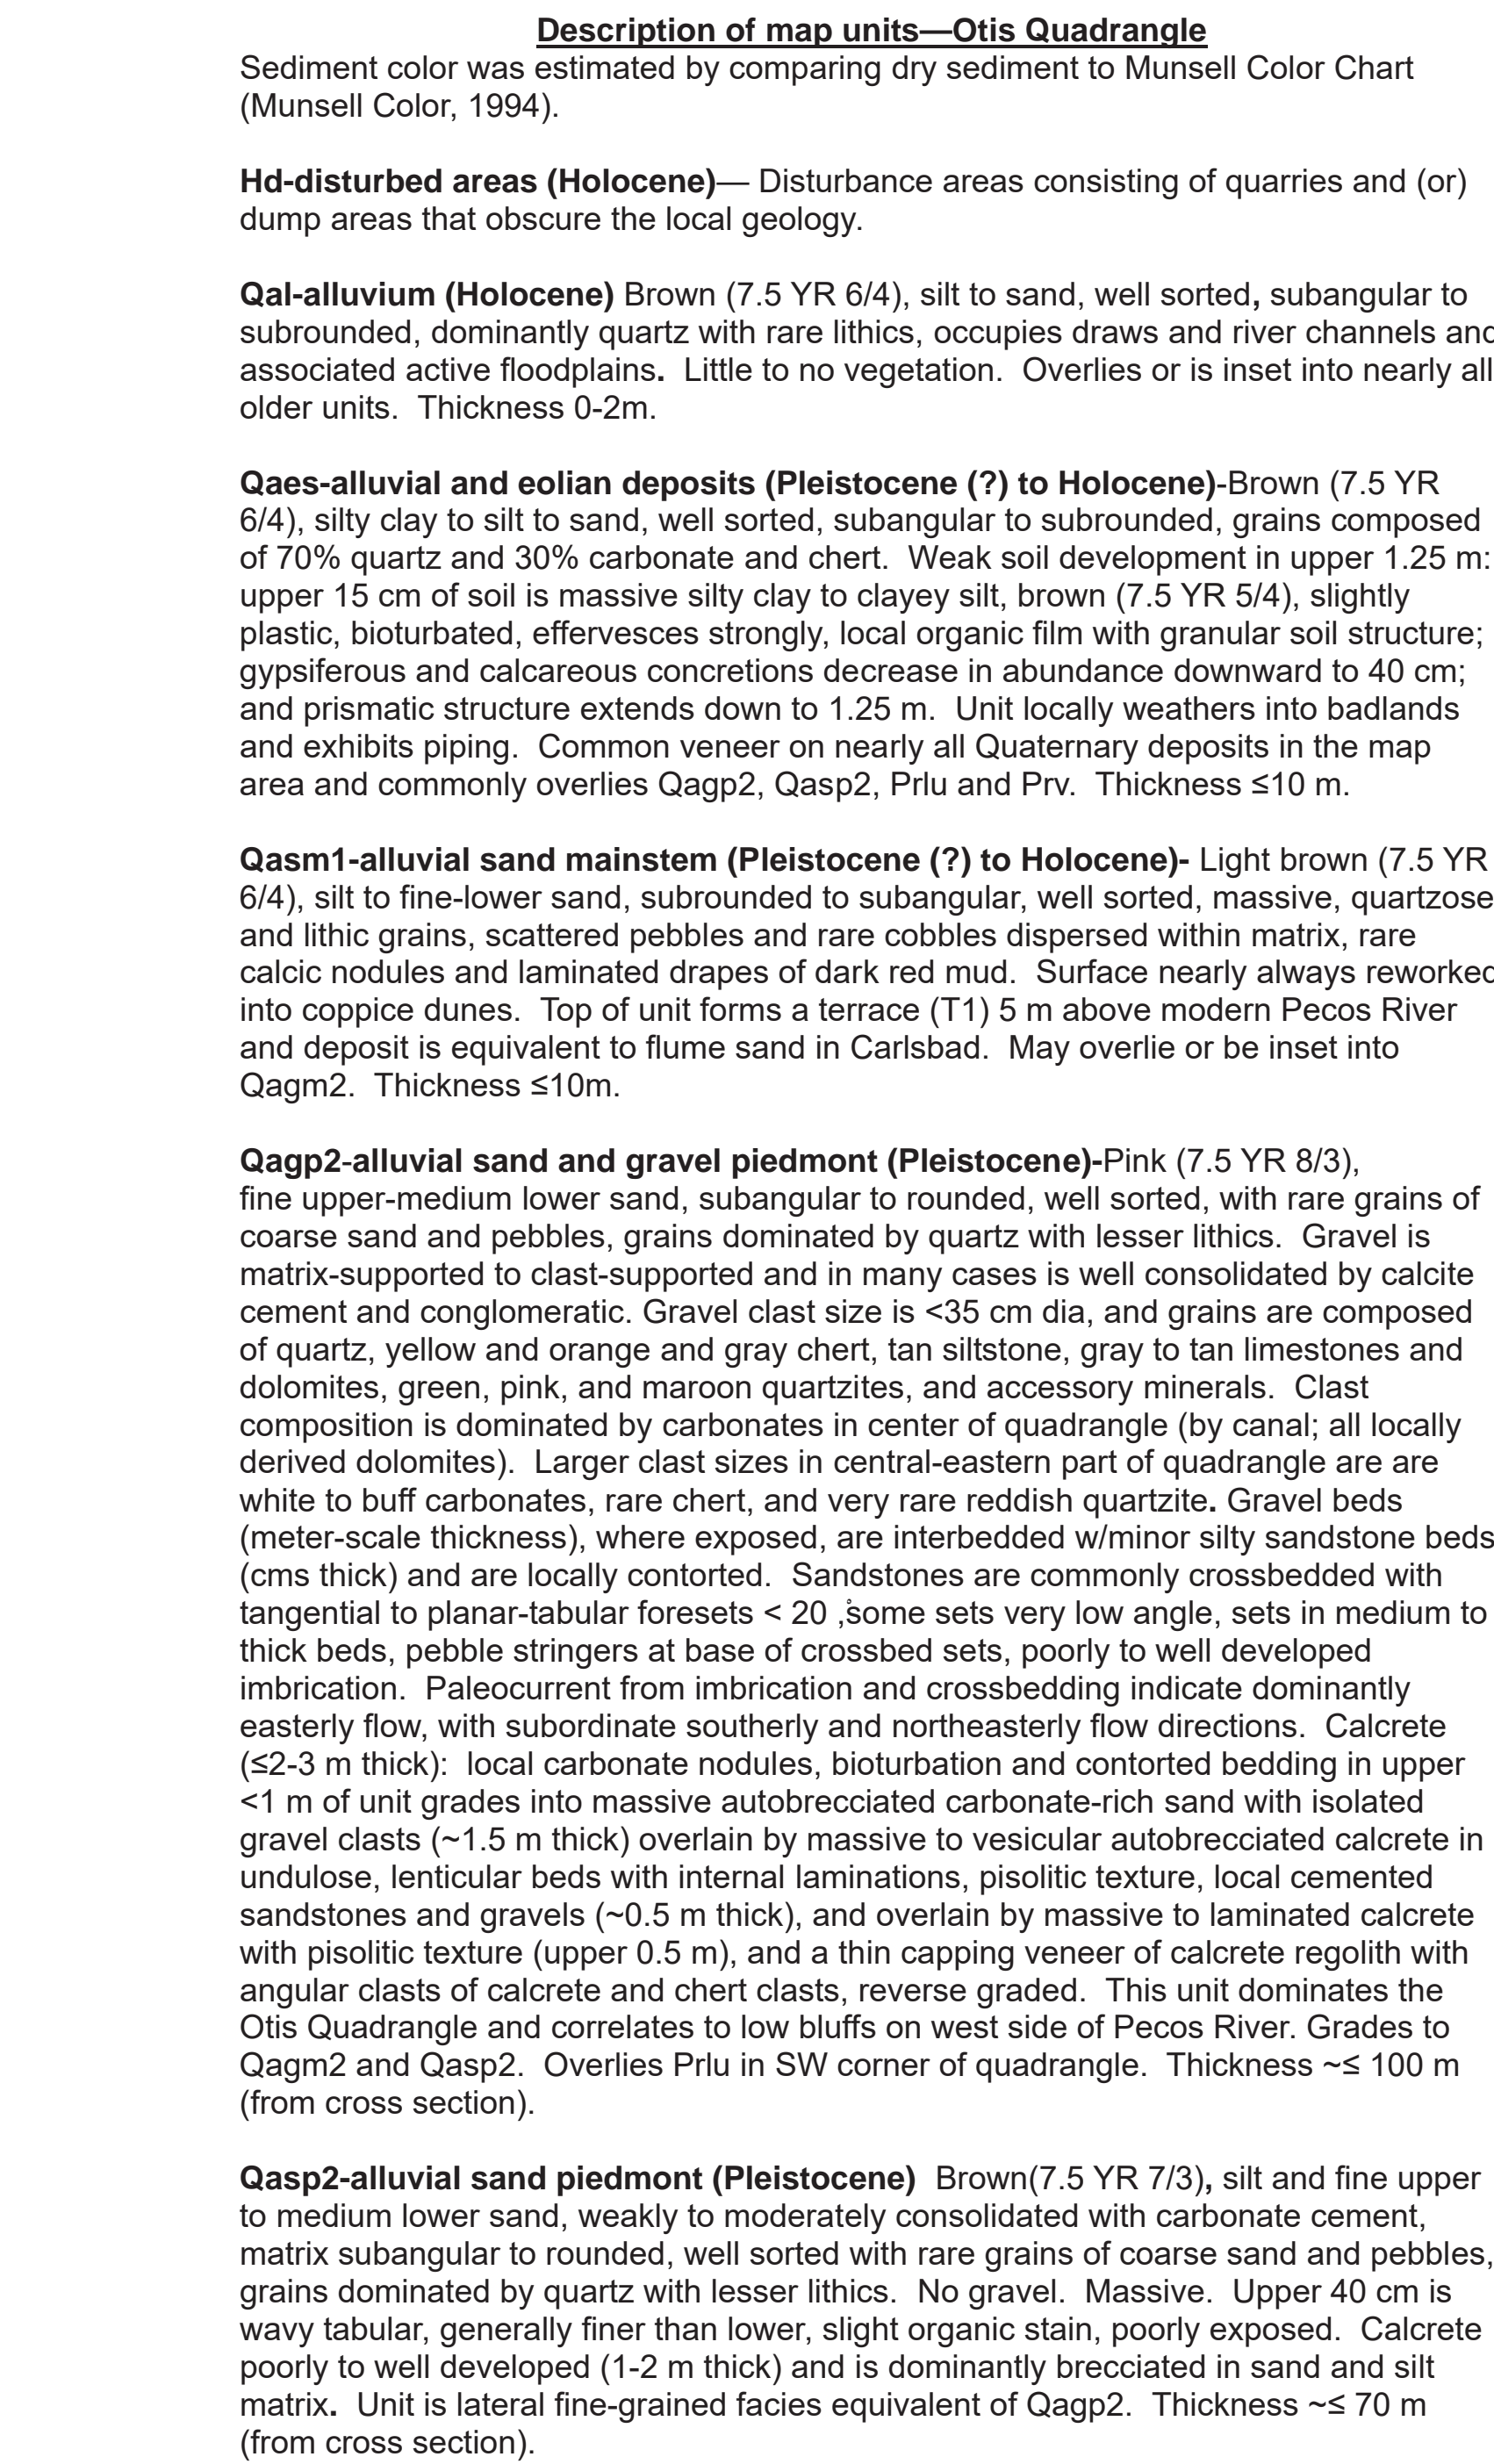 Description of map units—Otis Quadrangle
Sediment color was estimated by comparing dry sediment to Munsell Color Chart
(Munsell Color, 1994).
Hd-disturbed areas (Holocene)— Disturbance areas consisting of quarries and (or)
dump areas that obscure the local geology.
Qal-alluvium (Holocene) Brown (7.5 YR 6/4), silt to sand, well sorted, subangular to
subrounded, dominantly quartz with rare lithics, occupies draws and river channels and
associated active floodplains.  Little to no vegetation.  Overlies or is inset into nearly all
older units.  Thickness 0-2m.
Qaes-alluvial and eolian deposits (Pleistocene (?) to Holocene)-Brown (7.5 YR
6/4), silty clay to silt to sand, well sorted, subangular to subrounded, grains composed
of 70% quartz and 30% carbonate and chert.  Weak soil development in upper 1.25 m:
upper 15 cm of soil is massive silty clay to clayey silt, brown (7.5 YR 5/4), slightly
plastic, bioturbated, effervesces strongly, local organic film with granular soil structure;
gypsiferous and calcareous concretions decrease in abundance downward to 40 cm;
and prismatic structure extends down to 1.25 m.  Unit locally weathers into badlands
and exhibits piping.  Common veneer on nearly all Quaternary deposits in the map
area and commonly overlies Qagp2, Qasp2, Prlu and Prv.  Thickness ≤10 m.
Qasm1-alluvial sand mainstem (Pleistocene (?) to Holocene)- Light brown (7.5 YR
6/4), silt to fine-lower sand, subrounded to subangular, well sorted, massive, quartzose
and lithic grains, scattered pebbles and rare cobbles dispersed within matrix, rare
calcic nodules and laminated drapes of dark red mud.  Surface nearly always reworked
into coppice dunes.  Top of unit forms a terrace (T1) 5 m above modern Pecos River
and deposit is equivalent to flume sand in Carlsbad.  May overlie or be inset into
Qagm2.  Thickness ≤10m.
Qagp2-alluvial sand and gravel piedmont (Pleistocene)-Pink (7.5 YR 8/3),
fine upper-medium lower sand, subangular to rounded, well sorted, with rare grains of
coarse sand and pebbles, grains dominated by quartz with lesser lithics.  Gravel is
matrix-supported to clast-supported and in many cases is well consolidated by calcite
cement and conglomeratic. Gravel clast size is <35 cm dia, and grains are composed
of quartz, yellow and orange and gray chert, tan siltstone, gray to tan limestones and
dolomites, green, pink, and maroon quartzites, and accessory minerals.  Clast
composition is dominated by carbonates in center of quadrangle (by canal; all locally
derived dolomites).  Larger clast sizes in central-eastern part of quadrangle are are
white to buff carbonates, rare chert, and very rare reddish quartzite. Gravel beds
(meter-scale thickness), where exposed, are interbedded w/minor silty sandstone beds
(cms thick) and are locally contorted.  Sandstones are commonly crossbedded with
tangential to planar-tabular foresets < 20 ,°some sets very low angle, sets in medium to
thick beds, pebble stringers at base of crossbed sets, poorly to well developed
imbrication.  Paleocurrent from imbrication and crossbedding indicate dominantly
easterly flow, with subordinate southerly and northeasterly flow directions.  Calcrete
(≤2-3 m thick):  local carbonate nodules, bioturbation and contorted bedding in upper
<1 m of unit grades into massive autobrecciated carbonate-rich sand with isolated
gravel clasts (~1.5 m thick) overlain by massive to vesicular autobrecciated calcrete in
undulose, lenticular beds with internal laminations, pisolitic texture, local cemented
sandstones and gravels (~0.5 m thick), and overlain by massive to laminated calcrete
with pisolitic texture (upper 0.5 m), and a thin capping veneer of calcrete regolith with
angular clasts of calcrete and chert clasts, reverse graded.  This unit dominates the
Otis Quadrangle and correlates to low bluffs on west side of Pecos River. Grades to
Qagm2 and Qasp2.  Overlies Prlu in SW corner of quadrangle.  Thickness ~≤ 100 m
(from cross section).
Qasp2-alluvial sand piedmont (Pleistocene)  Brown(7.5 YR 7/3), silt and fine upper
to medium lower sand, weakly to moderately consolidated with carbonate cement,
matrix subangular to rounded, well sorted with rare grains of coarse sand and pebbles,
grains dominated by quartz with lesser lithics.  No gravel.  Massive.  Upper 40 cm is
wavy tabular, generally finer than lower, slight organic stain, poorly exposed.  Calcrete
poorly to well developed (1-2 m thick) and is dominantly brecciated in sand and silt
matrix.  Unit is lateral fine-grained facies equivalent of Qagp2.  Thickness ~≤ 70 m
(from cross section).